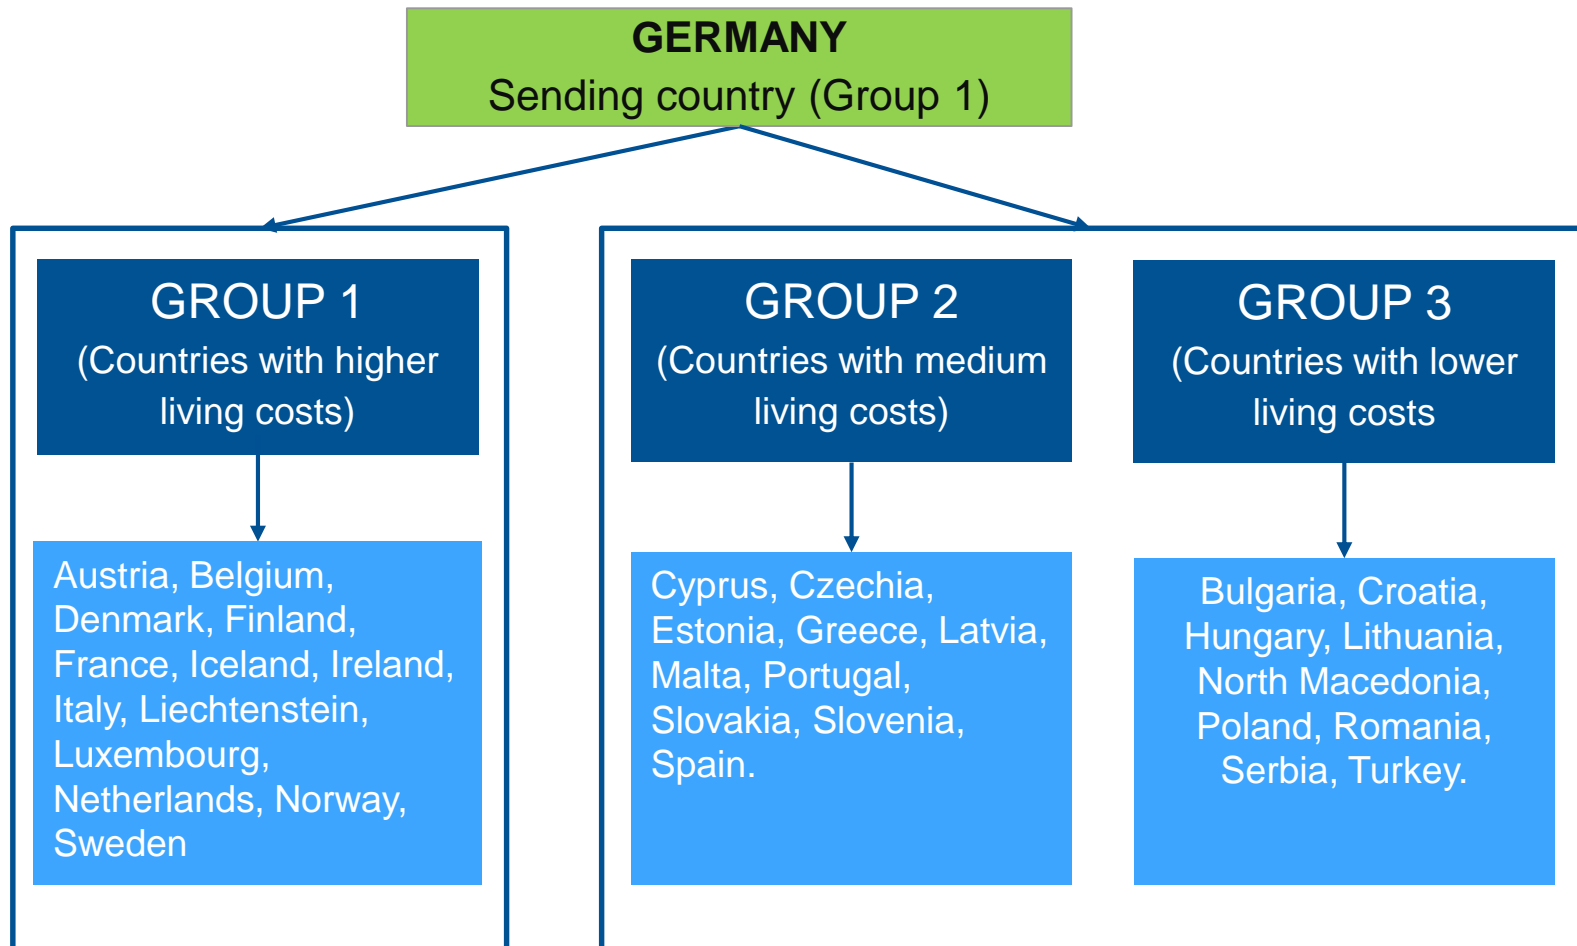 GERMANY
Sending country (Group 1)
GROUP 1
(Countries with higher
living costs)
Austria, Belgium,
Denmark, Finland,
France, Iceland, Ireland,
Italy, Liechtenstein,
Luxembourg,
Netherlands, Norway,
Sweden
GROUP 2
(Countries with medium
living costs)
Cyprus, Czechia,
Estonia, Greece, Latvia,
Malta, Portugal,
Slovakia, Slovenia,
Spain.
GROUP 3
(Countries with lower
living costs
Bulgaria, Croatia,
Hungary, Lithuania,
North Macedonia,
Poland, Romania,
Serbia, Turkey.